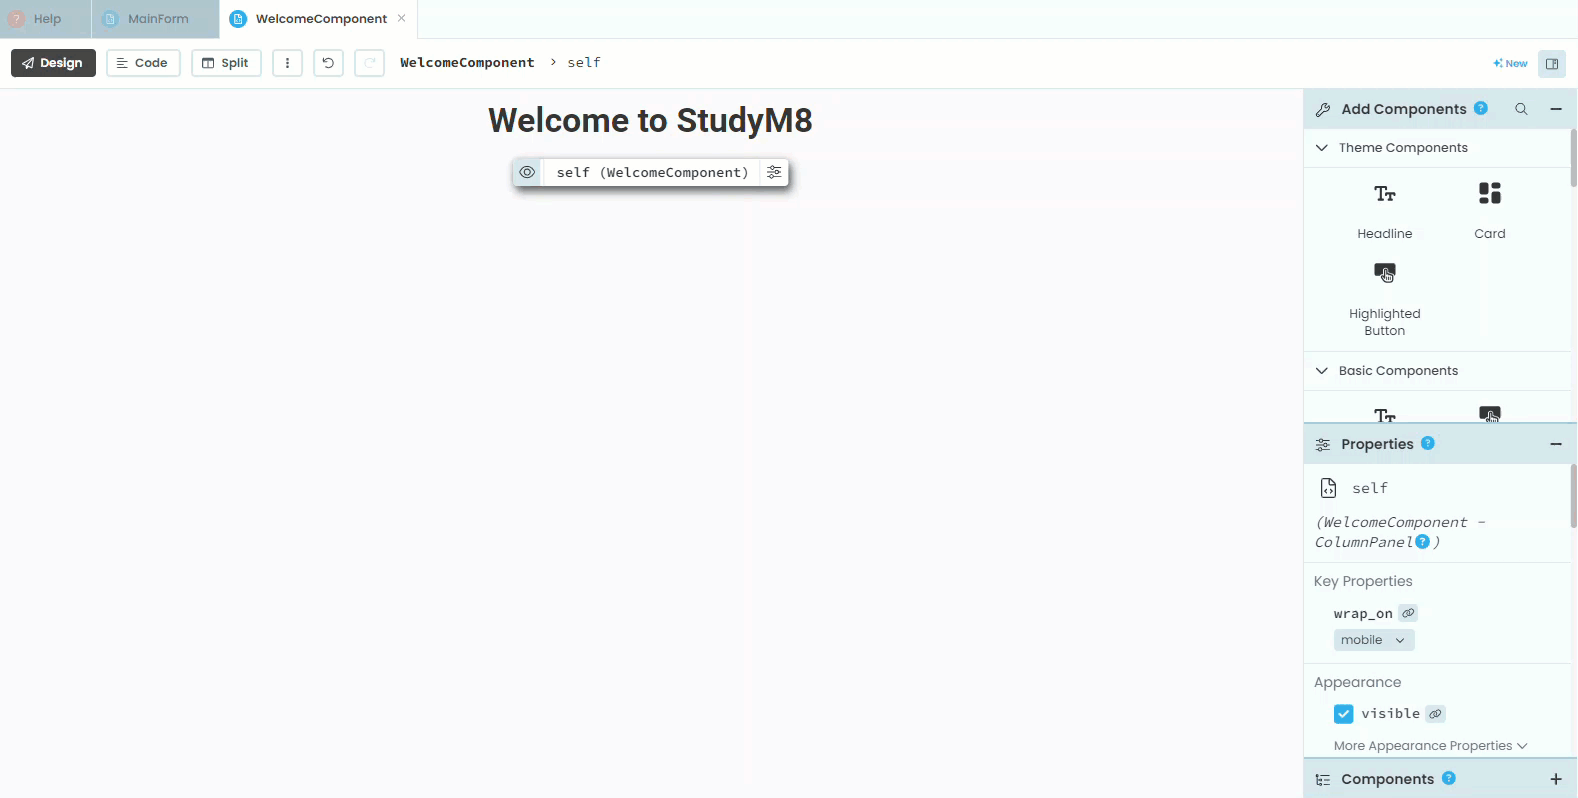 Help MainForm WelcomeComponent
Design Code Split WelcomeComponent > self New
Welcome to StudyM8
self (WelcomeComponent)
Add Components ?
Theme Components
Headline Card
Highlighted
Button
Basic Components
Properties ?
self
(WelcomeComponent -
ColumnPanel ? )
Key Properties
wrap_on
mobile
Appearance
visible
More Appearance Properties
Components ?